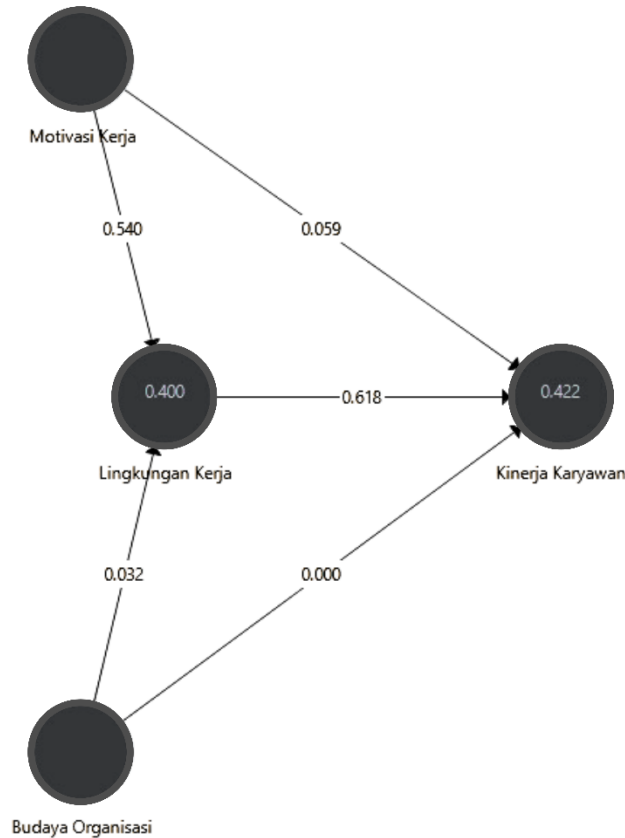 Motivasi Kerja
0.540
0.059
0.400
0.618
0.422
Lingkungan Kerja
Kinerja Karyawan
0.032
0.000
Budaya Organisasi